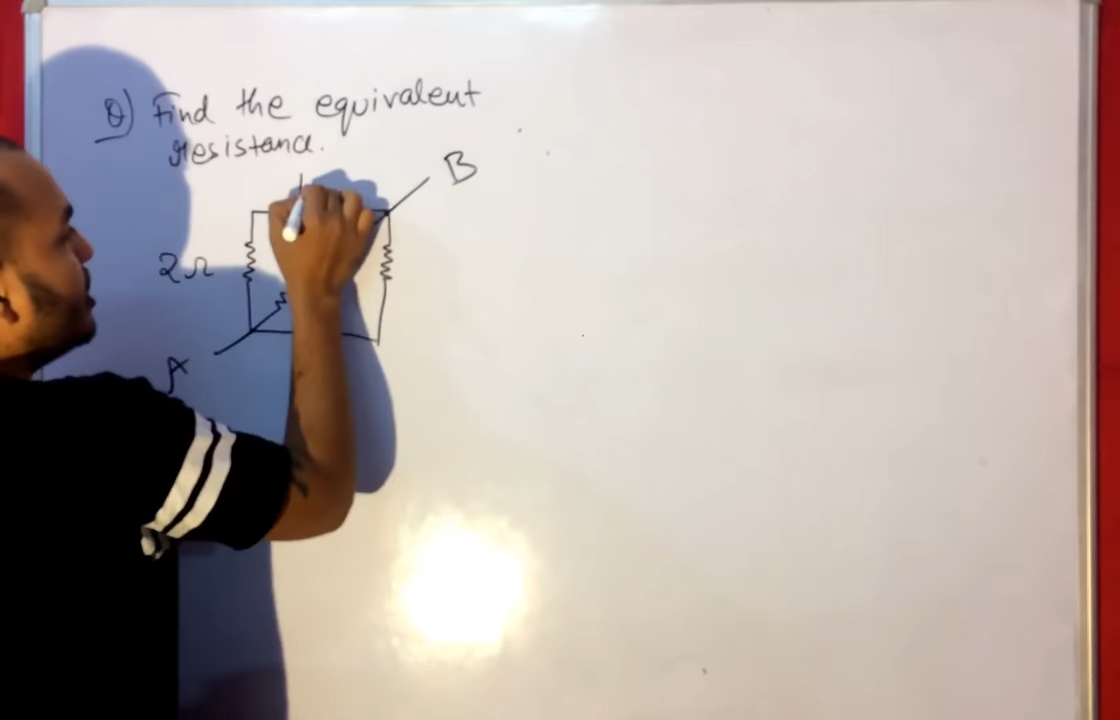 Q) Find the equivalent
resistance.
B
2Ω
A